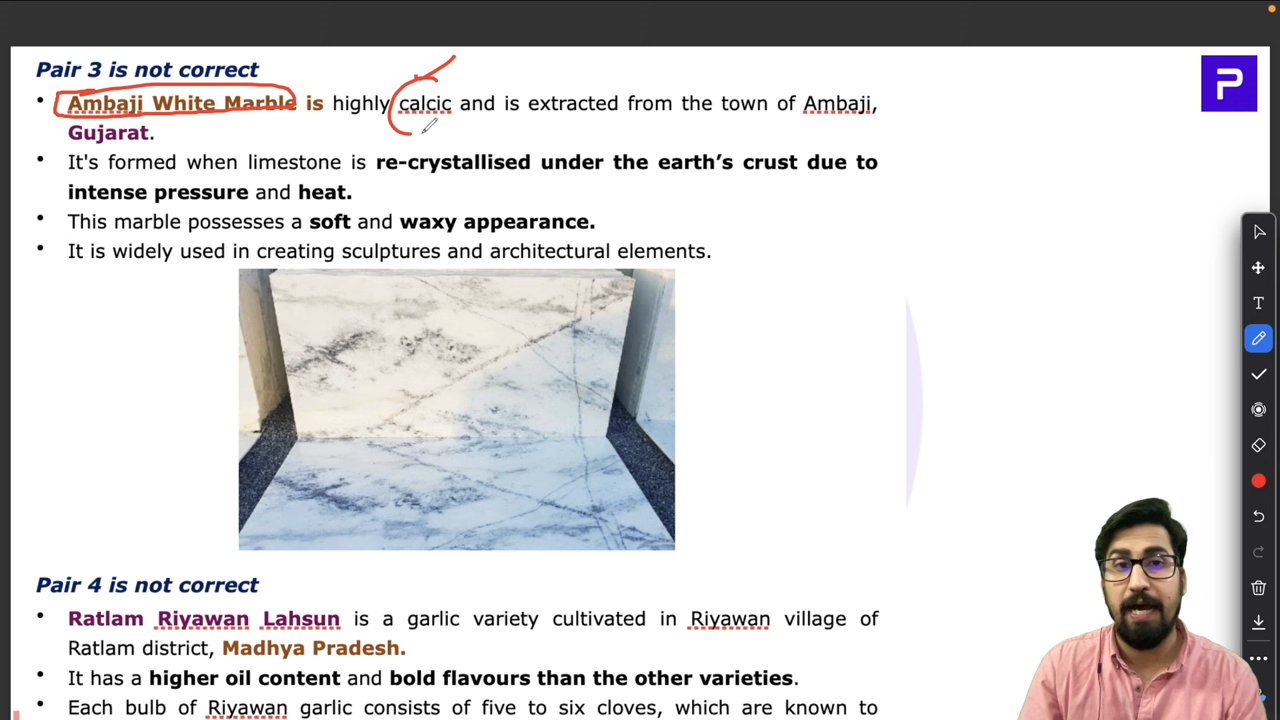 Pair 3 is not correct
• Ambaji White Marble is highly calcic and is extracted from the town of Ambaji,
Gujarat.
• It's formed when limestone is re-crystallised under the earth’s crust due to
intense pressure and heat.
• This marble possesses a soft and waxy appearance.
• It is widely used in creating sculptures and architectural elements.
Pair 4 is not correct
• Ratlam Riyawan Lahsun is a garlic variety cultivated in Riyawan village of
Ratlam district, Madhya Pradesh.
• It has a higher oil content and bold flavours than the other varieties.
• Each bulb of Riyawan garlic consists of five to six cloves, which are known to
P
T